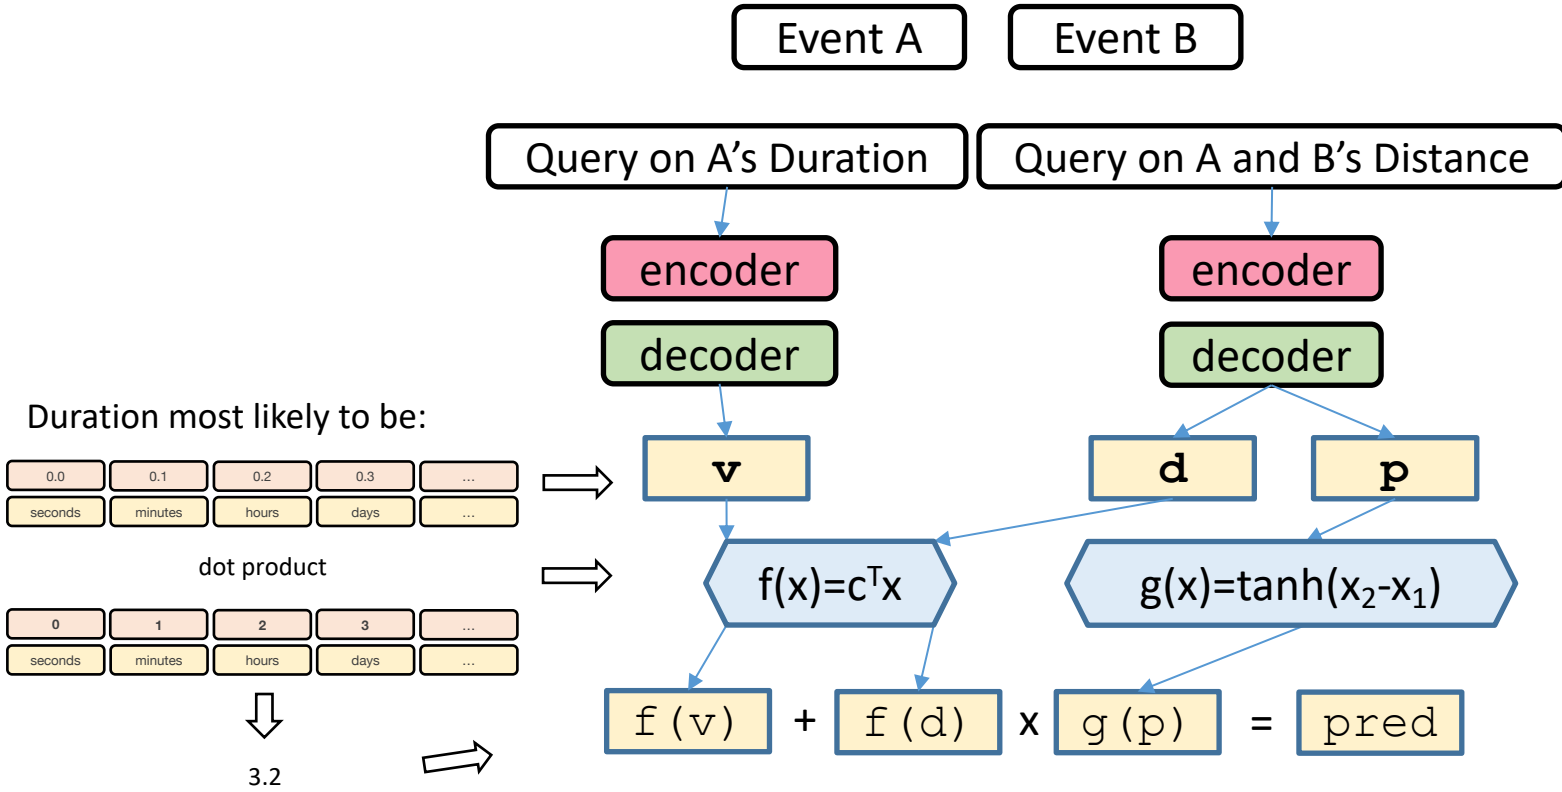 Event A Event B
Query on A's Duration Query on A and B's Distance
encoder encoder
decoder decoder
Duration most likely to be:
0.0 0.1 0.2 0.3 ...
seconds minutes hours days ...
v d p
dot product
f(x)=cᵀx g(x)=tanh(x₂-x₁)
0 1 2 3 ...
seconds minutes hours days ...
f(v) + f(d) x g(p) = pred
3.2